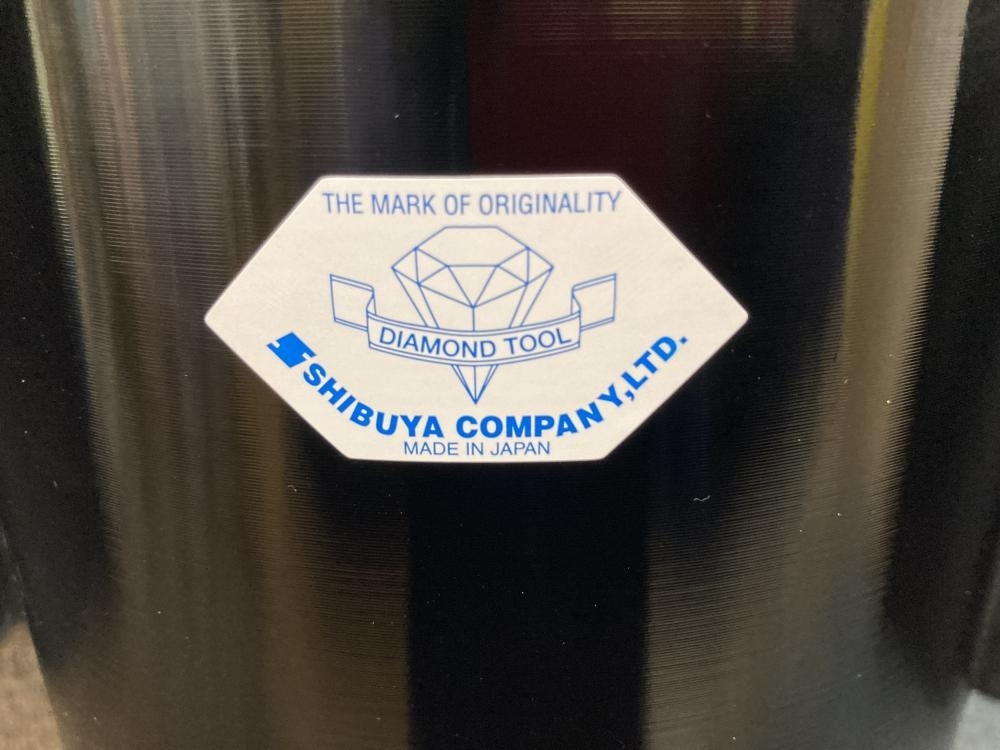 THE MARK OF ORIGINALITY
DIAMOND TOOL
SHIBUYA COMPANY,LTD.
MADE IN JAPAN